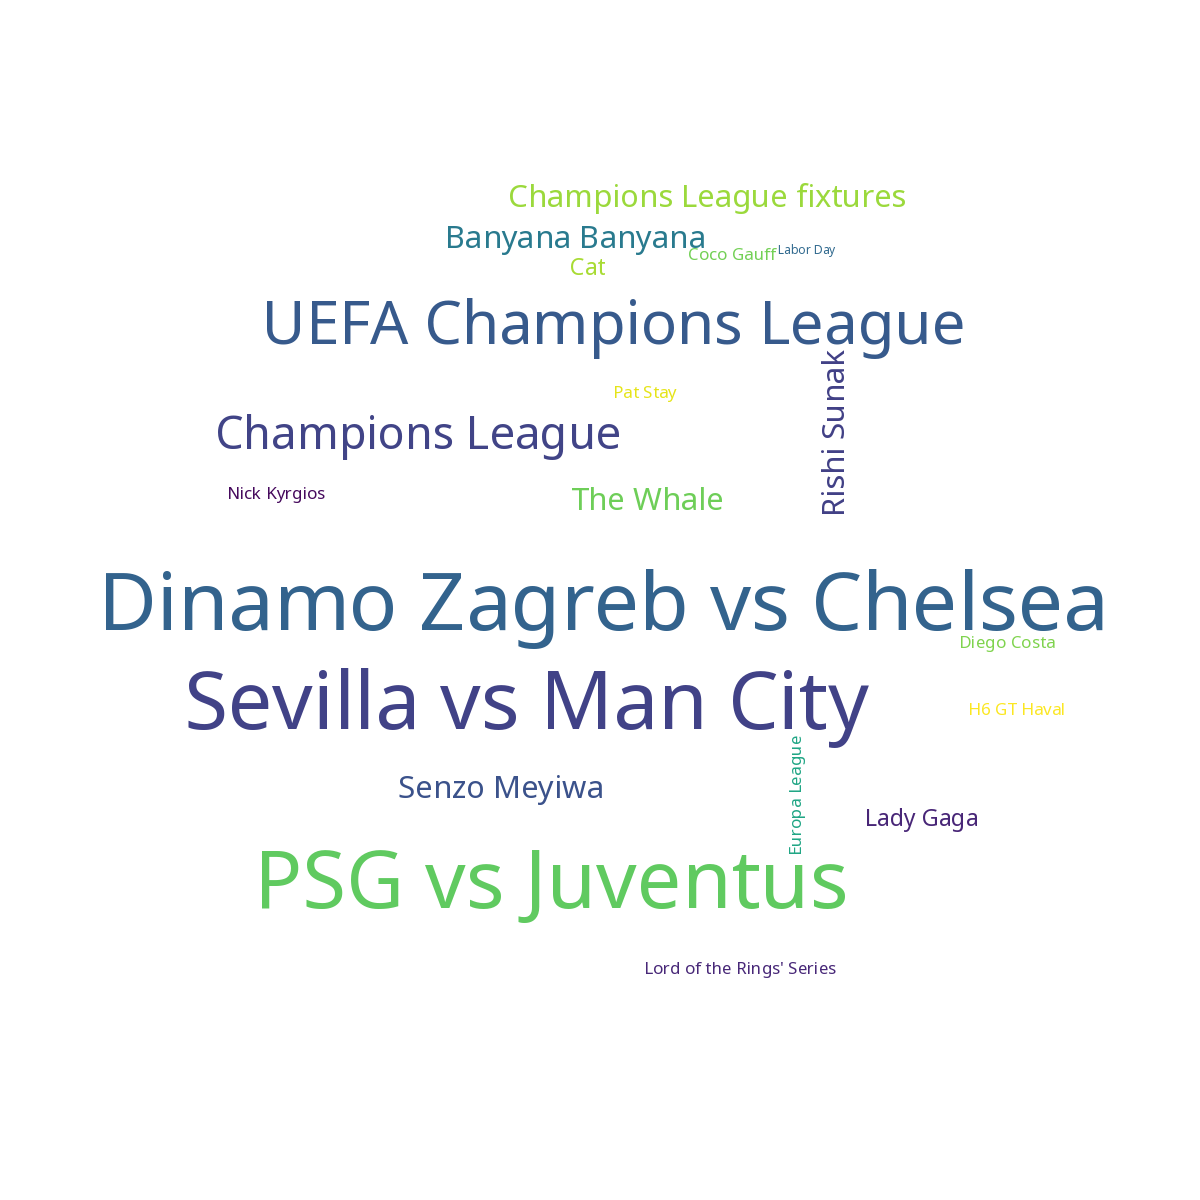 Champions League fixtures
Banyana Banyana
Coco Gauff
Labor Day
Cat
UEFA Champions League
Rishi Sunak
Pat Stay
Champions League
Nick Kyrgios
The Whale
Dinamo Zagreb vs Chelsea
Diego Costa
Sevilla vs Man City
H6 GT Haval
Europa League
Senzo Meyiwa
Lady Gaga
PSG vs Juventus
Lord of the Rings' Series